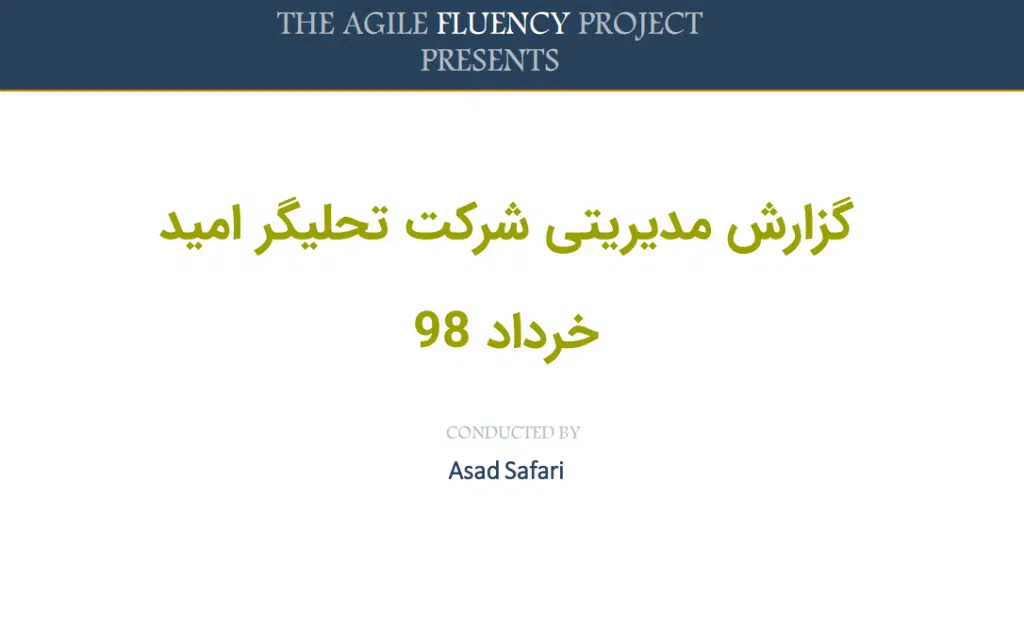 THE AGILE FLUENCY PROJECT
PRESENTS
گزارش مدیریتی شرکت تحلیگر امید
خرداد 98
CONDUCTED BY
Asad Safari